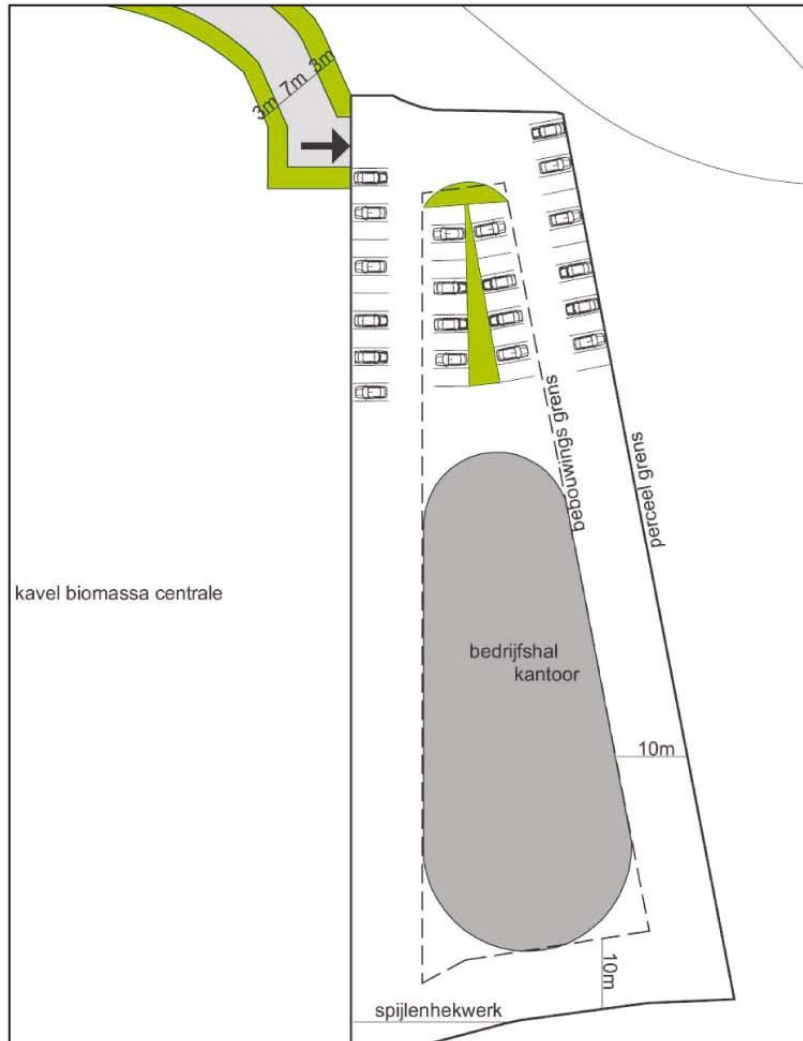 3m 7m 3m
bebouwings grens
perceel grens
kavel biomassa centrale
bedrijfshal
kantoor
10m
10m
spijlenhekwerk